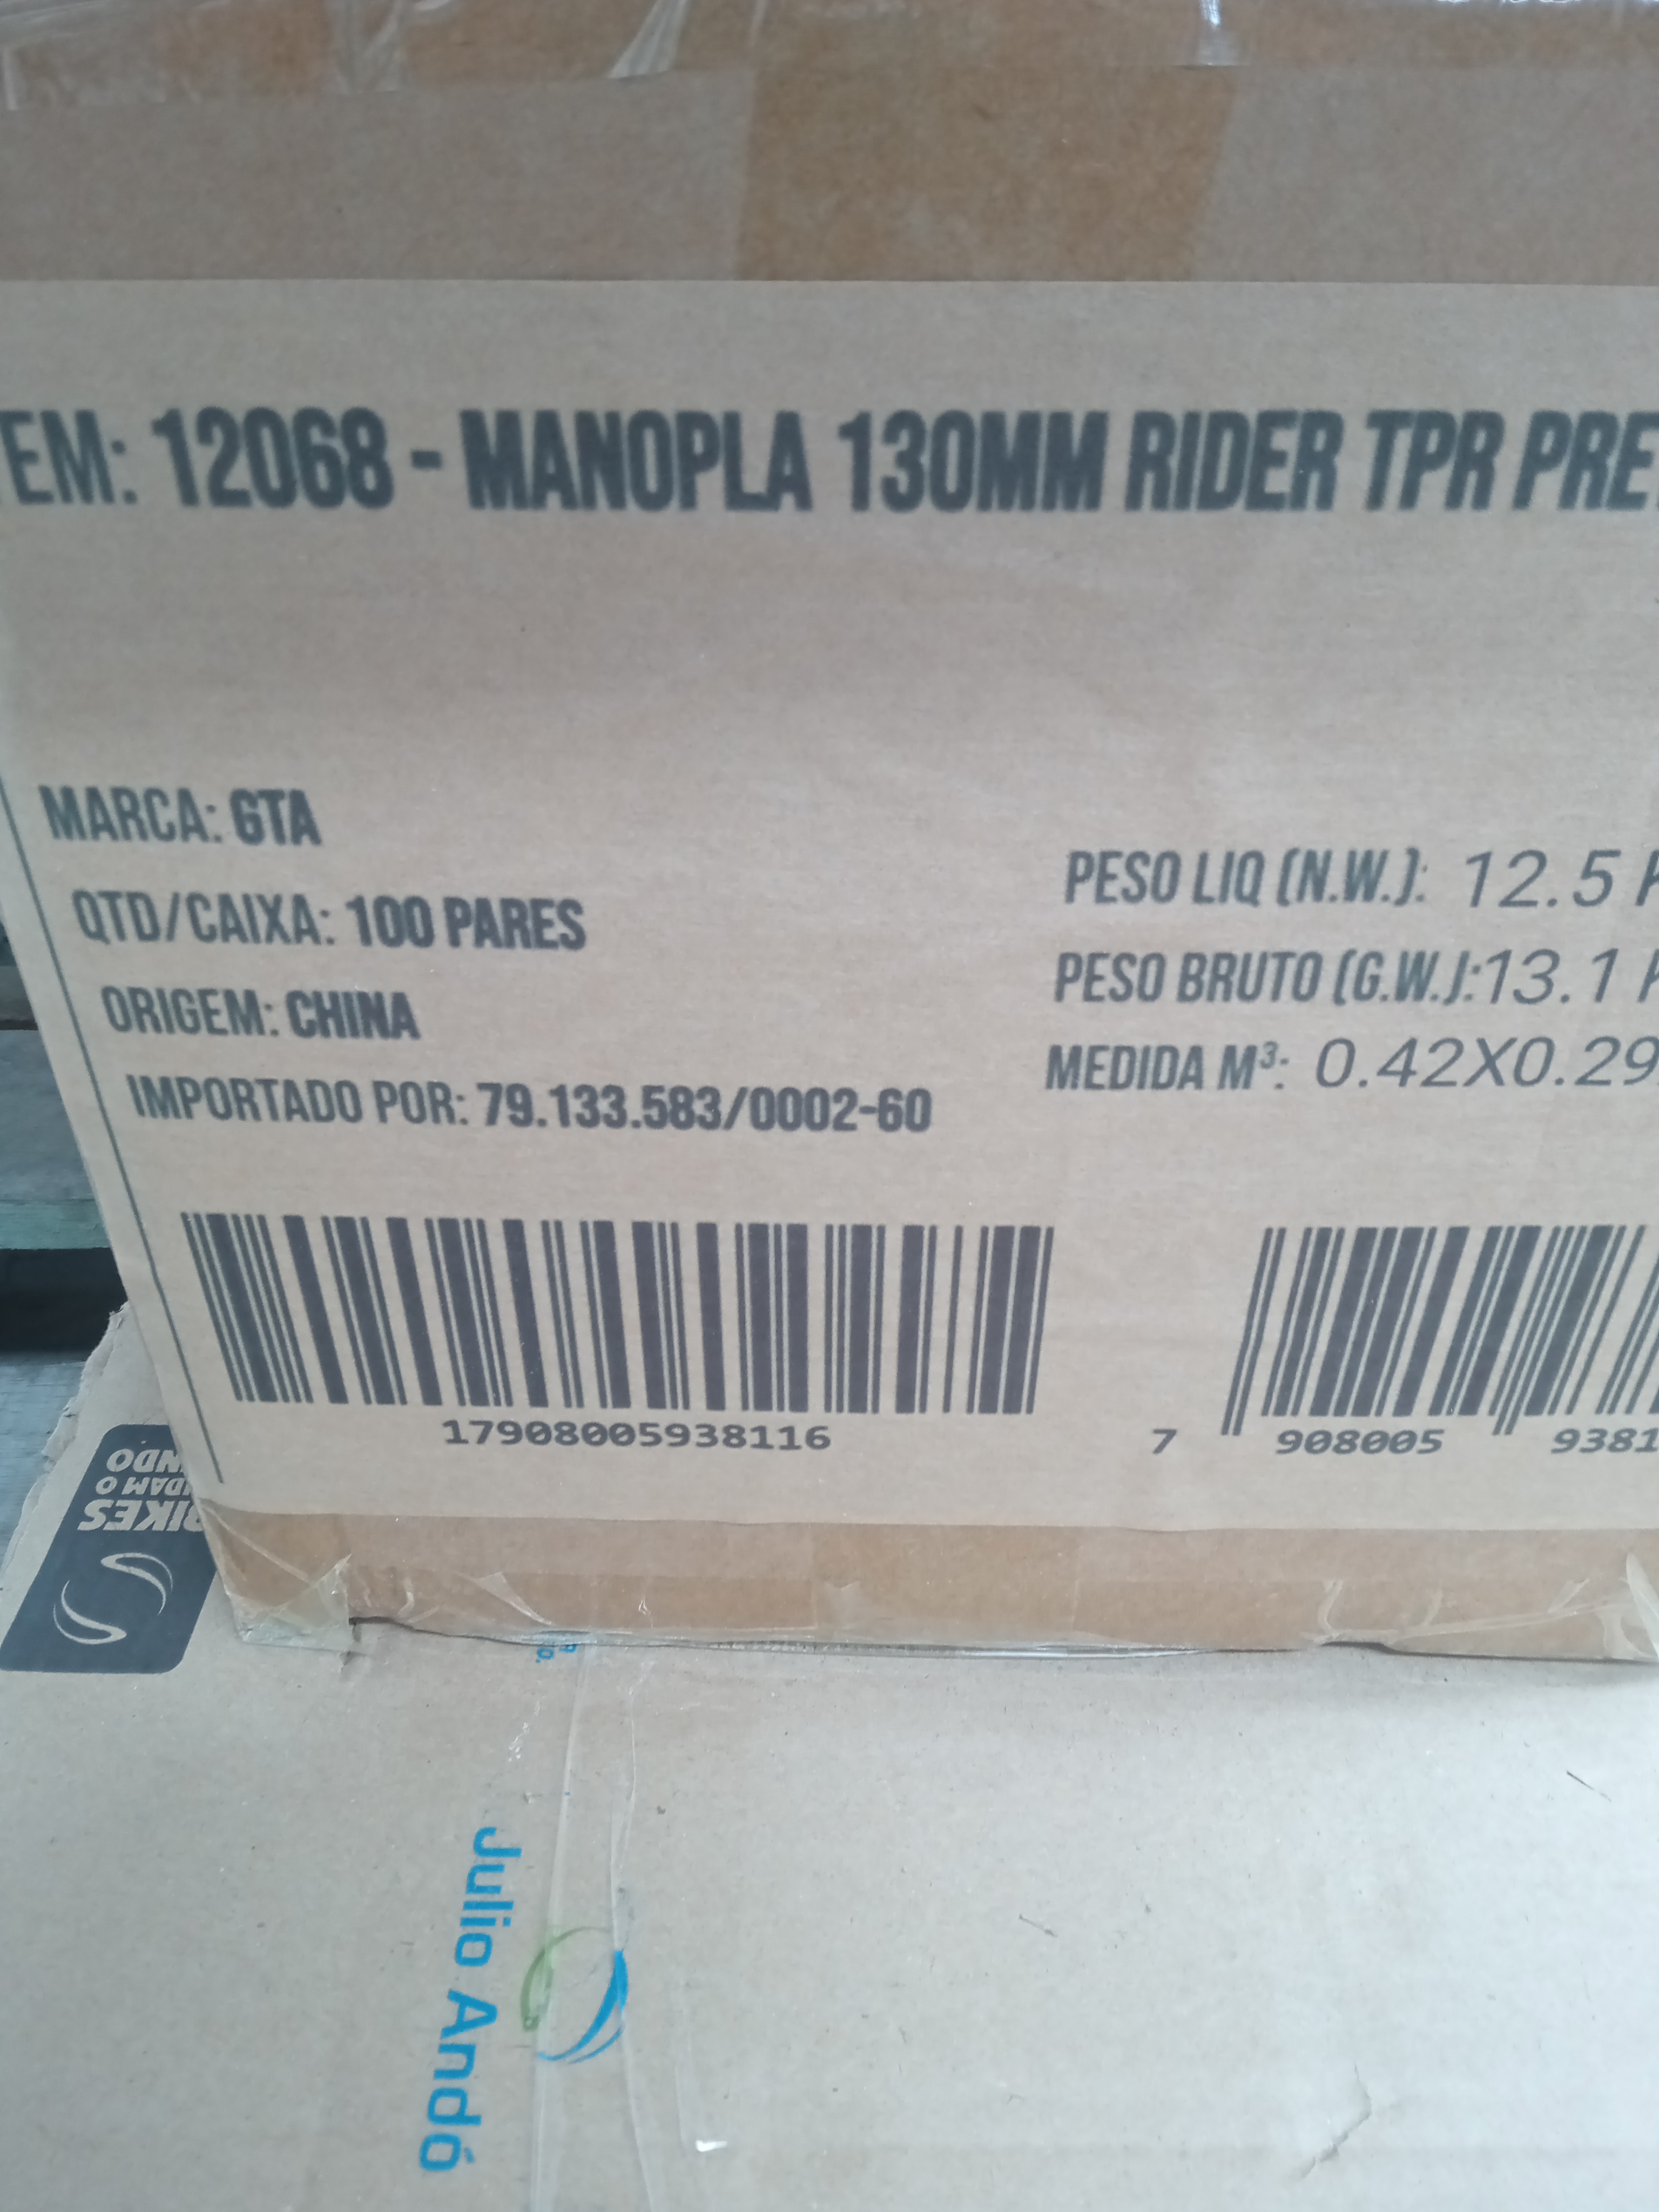 EM: 12068 - MANOPLA 130MM RIDER TPR PRE
MARCA: GTA
QTD/CAIXA: 100 PARES
ORIGEM: CHINA
IMPORTADO POR: 79.133.583/0002-60
PESO LIQ (N.W.): 12.5
PESO BRUTO (G.W.): 13.1
MEDIDA M³: 0.42X0.29
17908005938116
7 908005 9381
BIKES
DAM O
NDO
Julio Andó